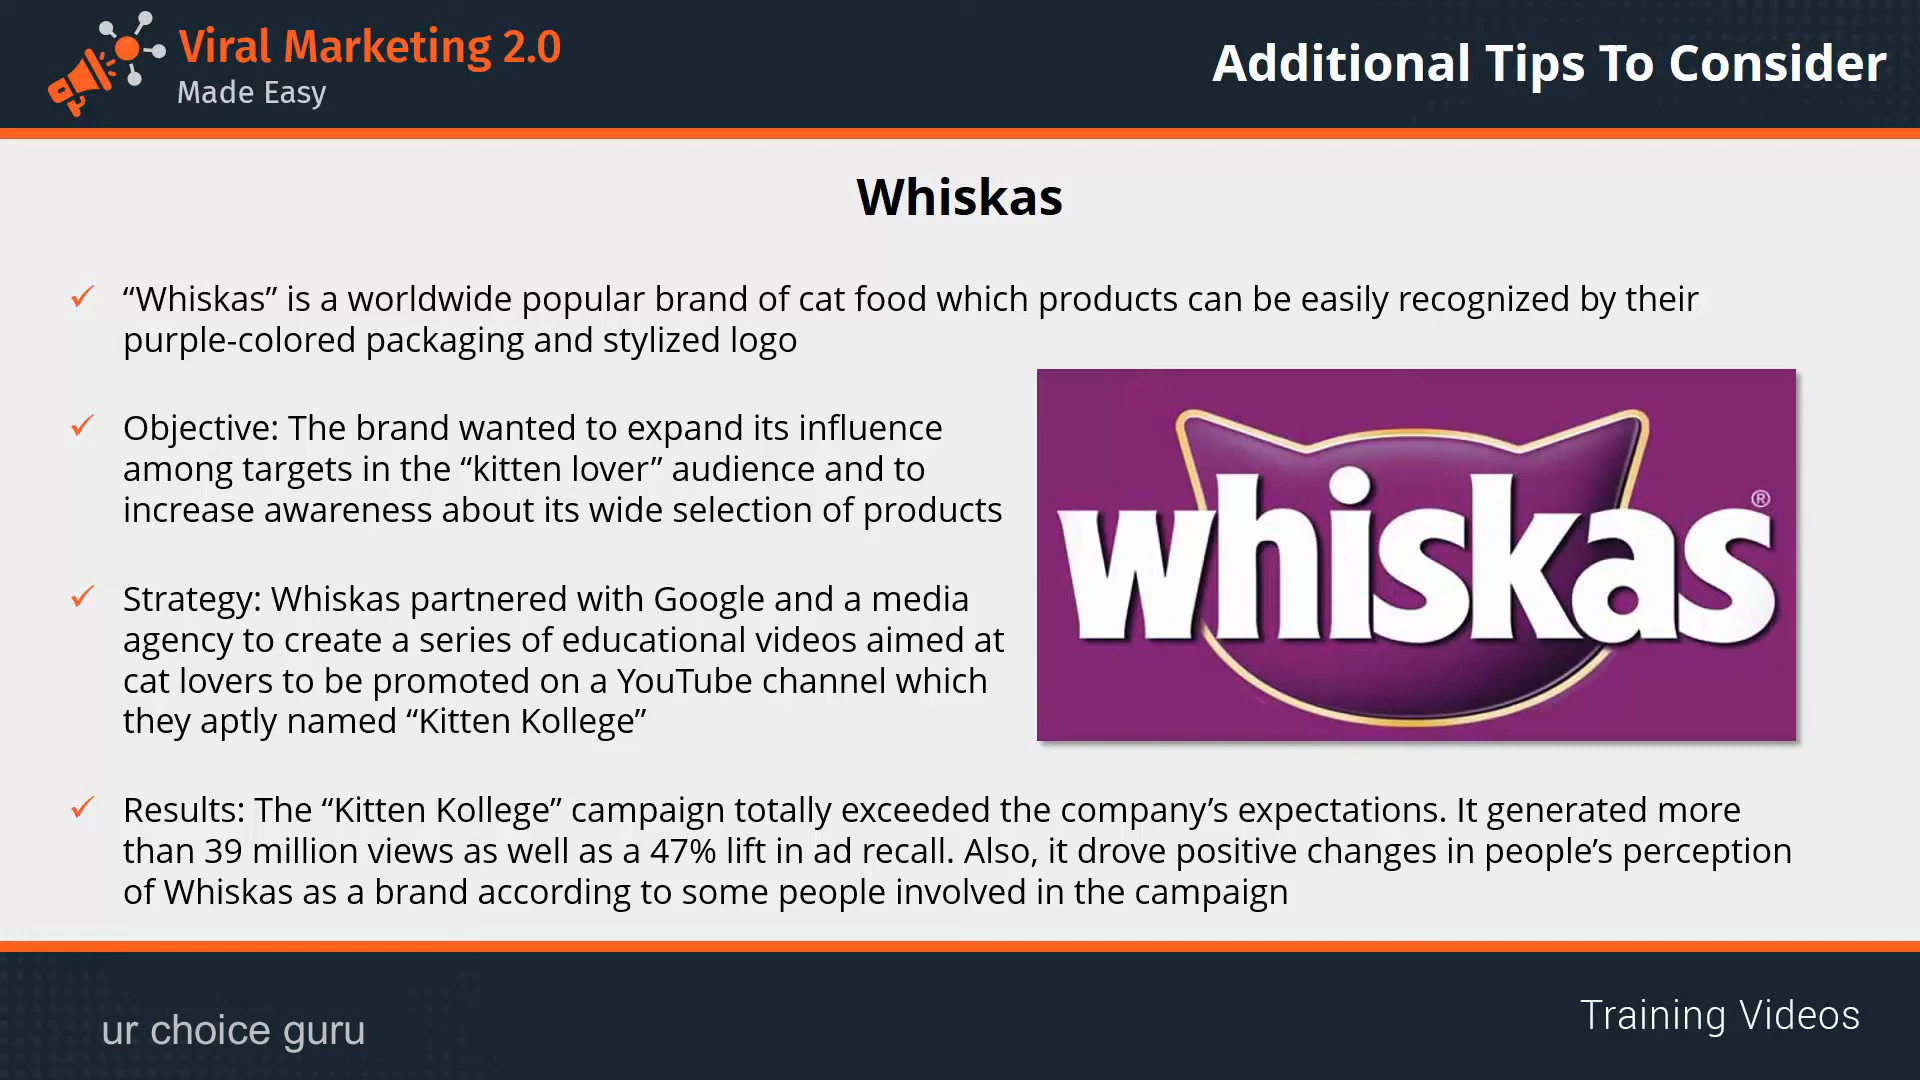 Viral Marketing 2.0
Made Easy
Additional Tips To Consider
Whiskas
“Whiskas” is a worldwide popular brand of cat food which products can be easily recognized by their
purple-colored packaging and stylized logo
Objective: The brand wanted to expand its influence
among targets in the “kitten lover” audience and to
increase awareness about its wide selection of products
whiskas®
Strategy: Whiskas partnered with Google and a media
agency to create a series of educational videos aimed at
cat lovers to be promoted on a YouTube channel which
they aptly named “Kitten Kollege”
Results: The “Kitten Kollege” campaign totally exceeded the company’s expectations. It generated more
than 39 million views as well as a 47% lift in ad recall. Also, it drove positive changes in people’s perception
of Whiskas as a brand according to some people involved in the campaign
ur choice guru
Training Videos